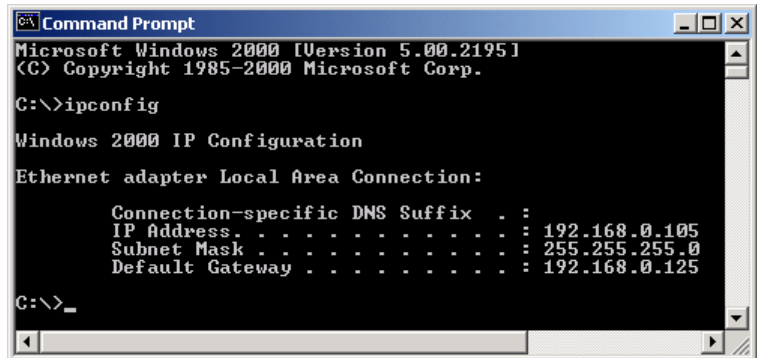 Command Prompt
Microsoft Windows 2000 [Version 5.00.2195]
(C) Copyright 1985-2000 Microsoft Corp.
C:\>ipconfig
Windows 2000 IP Configuration
Ethernet adapter Local Area Connection:
Connection-specific DNS Suffix  . :
IP Address. . . . . . . . . . . . : 192.168.0.105
Subnet Mask . . . . . . . . . . . : 255.255.255.0
Default Gateway . . . . . . . . . : 192.168.0.125
C:\>_